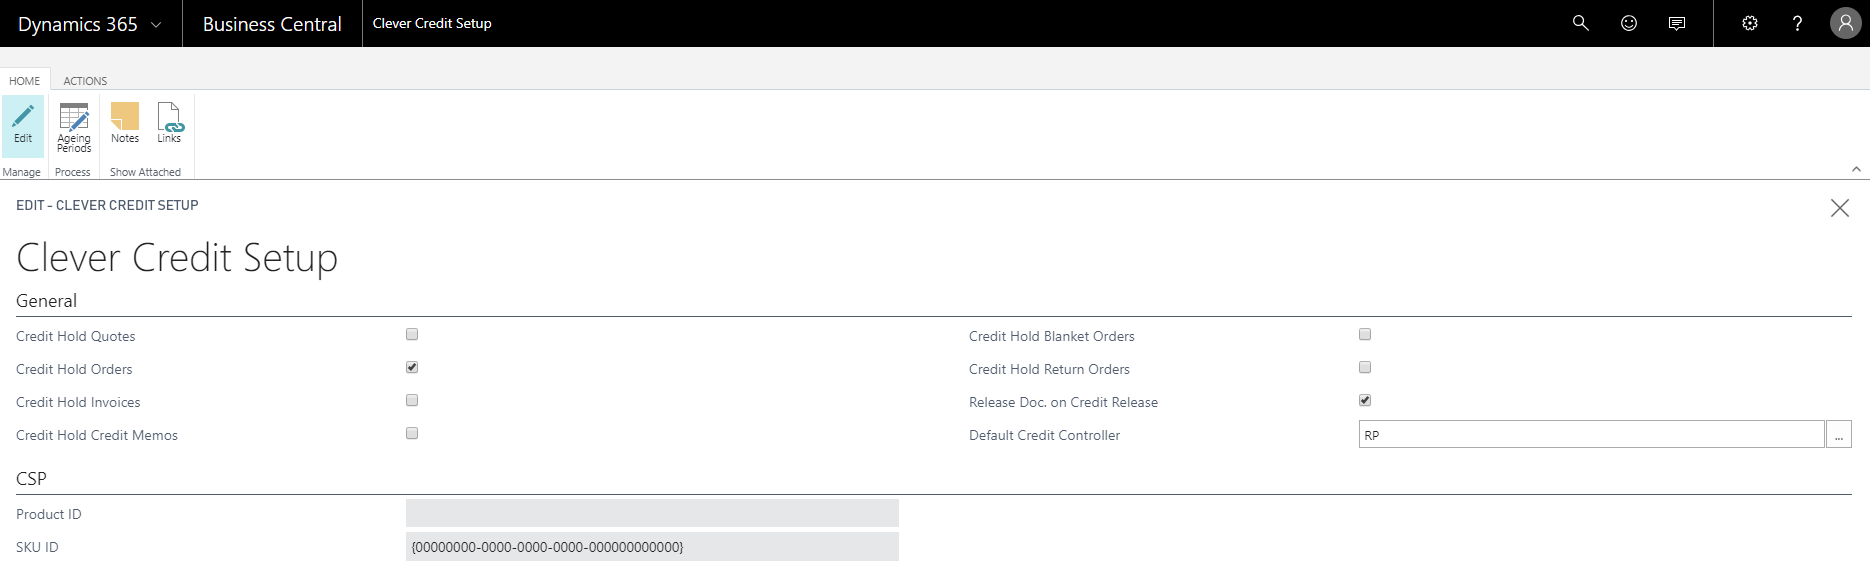 Dynamics 365
Business Central
Clever Credit Setup
HOME
ACTIONS
Edit
Ageing
Periods
Notes
Links
Manage
Process
Show Attached
EDIT - CLEVER CREDIT SETUP
Clever Credit Setup
General
Credit Hold Quotes
Credit Hold Orders
Credit Hold Invoices
Credit Hold Credit Memos
Credit Hold Blanket Orders
Credit Hold Return Orders
Release Doc. on Credit Release
Default Credit Controller
RP
...
CSP
Product ID
SKU ID
{00000000-0000-0000-0000-000000000000}